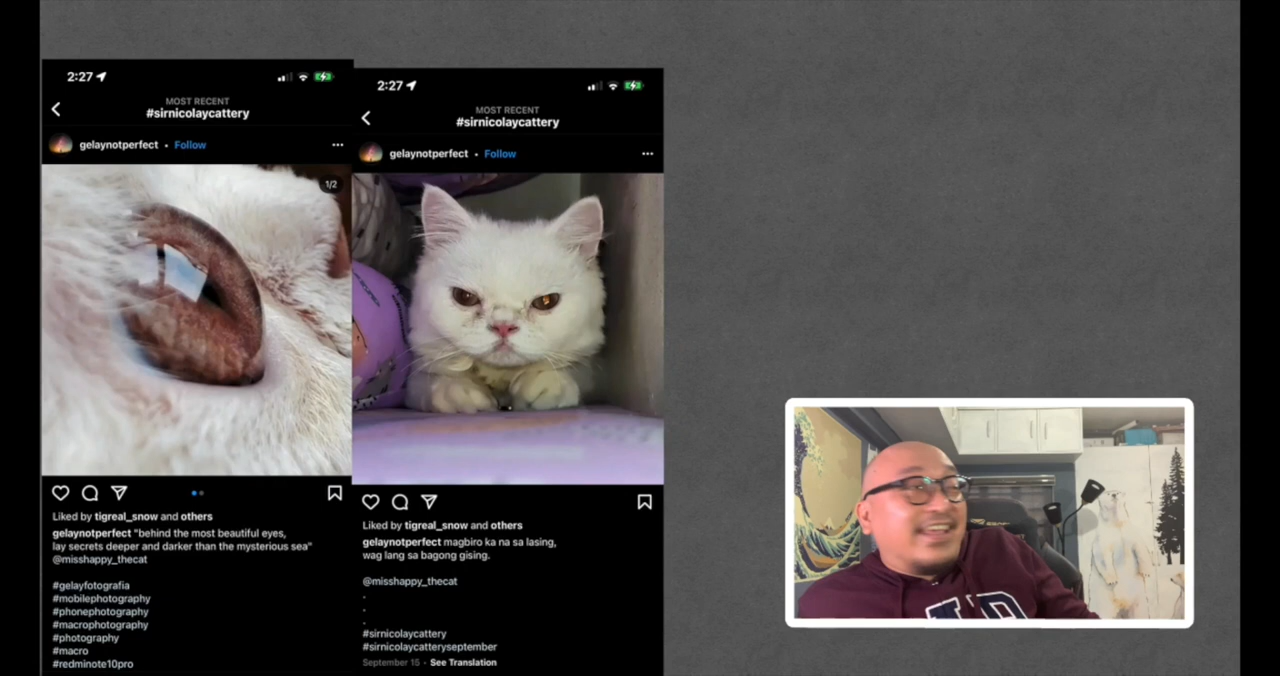 2:27
MOST RECENT
#sirnicolaycattery
gelaynotperfect • Follow
1/2
Liked by tigreal_snow and others
gelaynotperfect "behind the most beautiful eyes,
lay secrets deeper and darker than the mysterious sea"
@misshappy_thecat
#gelayfotografia
#mobilephotography
#phonephotography
#macrophotography
#photography
#macro
#redminote10pro
2:27
MOST RECENT
#sirnicolaycattery
gelaynotperfect • Follow
Liked by tigreal_snow and others
gelaynotperfect magbiro ka na sa lasing,
wag lang sa bagong gising.
@misshappy_thecat
.
.
.
.
#sirnicolaycattery
#sirnicolaycatteryseptember
September 15 • See Translation